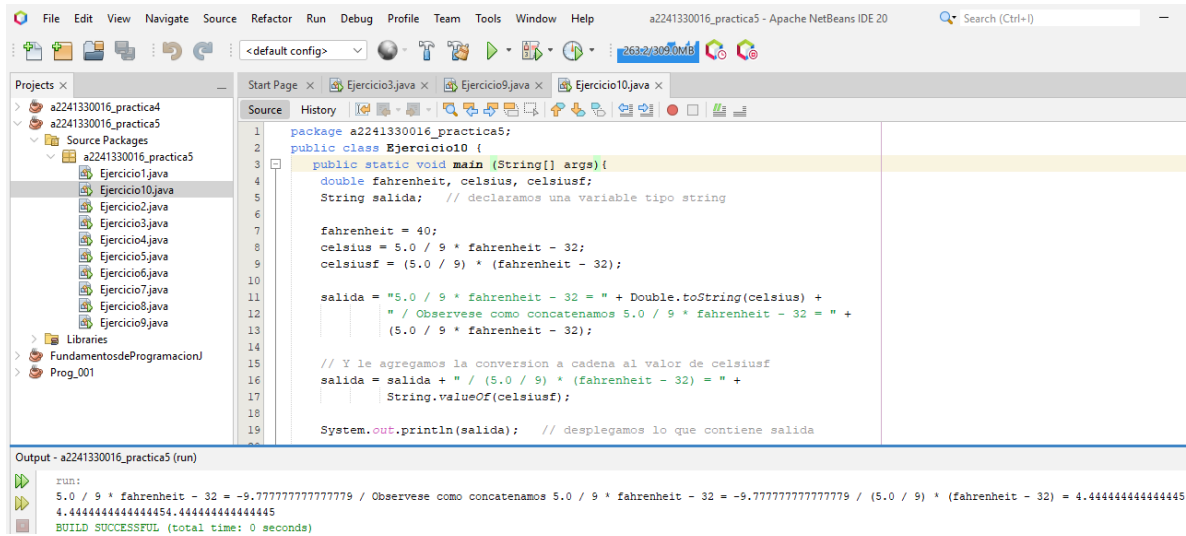 File Edit View Navigate Source Refactor Run Debug Profile Team Tools Window Help a2241330016_practica5 - Apache NetBeans IDE 20 Search (Ctrl+I)
<default config> 263.2/309.0MB
Projects
a2241330016_practica4
a2241330016_practica5
Source Packages
a2241330016_practica5
Ejercicio1.java
Ejercicio10.java
Ejercicio2.java
Ejercicio3.java
Ejercicio4.java
Ejercicio5.java
Ejercicio6.java
Ejercicio7.java
Ejercicio8.java
Ejercicio9.java
Libraries
FundamentosdeProgramacionJ
Prog_001
Start Page Ejercicio3.java Ejercicio9.java Ejercicio10.java
Source History
1 package a2241330016_practica5;
2 public class Ejercicio10 {
3 public static void main (String[] args){
4 double fahrenheit, celsius, celsiusf;
5 String salida; // declaramos una variable tipo string
6
7 fahrenheit = 40;
8 celsius = 5.0 / 9 * fahrenheit - 32;
9 celsiusf = (5.0 / 9) * (fahrenheit - 32);
10
11 salida = "5.0 / 9 * fahrenheit - 32 = " + Double.toString(celsius) +
12 " / Observese como concatenamos 5.0 / 9 * fahrenheit - 32 = " +
13 (5.0 / 9 * fahrenheit - 32);
14
15 // Y le agregamos la conversion a cadena al valor de celsiusf
16 salida = salida + " / (5.0 / 9) * (fahrenheit - 32) = " +
17 String.valueOf(celsiusf);
18
19 System.out.println(salida); // desplegamos lo que contiene salida
Output - a2241330016_practica5 (run)
run:
5.0 / 9 * fahrenheit - 32 = -9.777777777777779 / Observese como concatenamos 5.0 / 9 * fahrenheit - 32 = -9.777777777777779 / (5.0 / 9) * (fahrenheit - 32) = 4.444444444444445
4.4444444444444454.444444444444445
BUILD SUCCESSFUL (total time: 0 seconds)